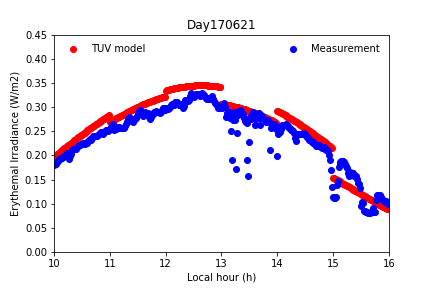 Day170621
TUV model
Measurement
Erythemal Irradiance (W/m2)
0.45
0.40
0.35
0.30
0.25
0.20
0.15
0.10
0.05
0.00
10 11 12 13 14 15 16
Local hour (h)